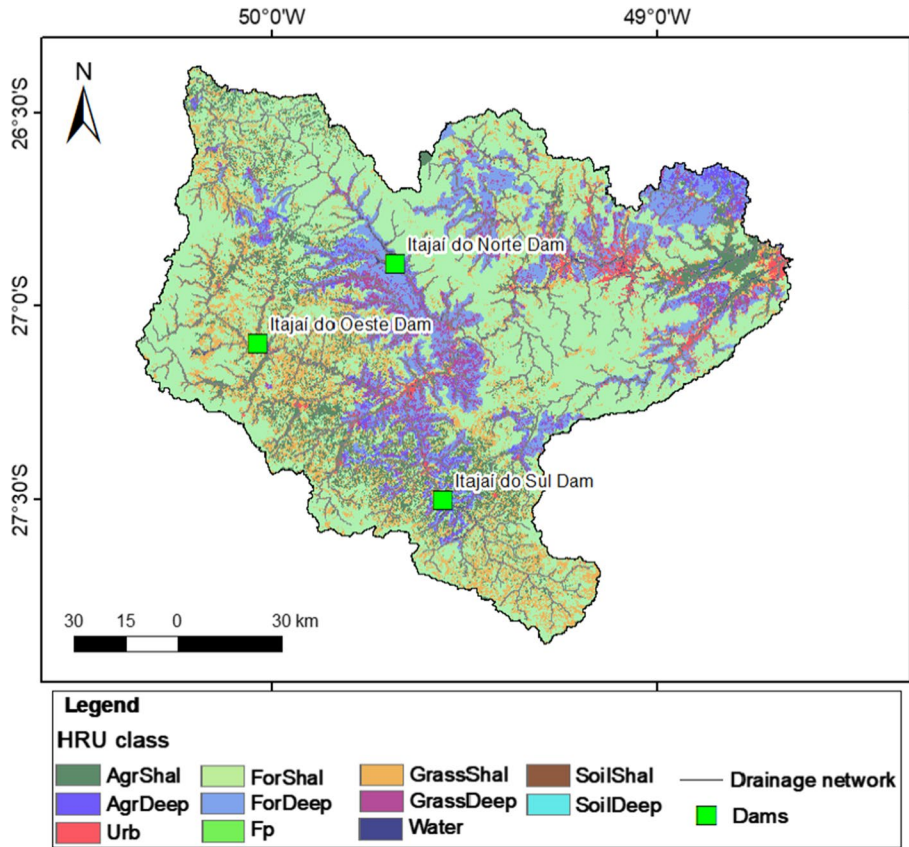 50°0'W 49°0'W
N
26°30'S
Itajaí do Norte Dam
27°0'S
Itajaí do Oeste Dam
27°30'S
Itajaí do Sul Dam
30 15 0 30 km
Legend
HRU class
AgrShal ForShal GrassShal SoilShal Drainage network
AgrDeep ForDeep GrassDeep SoilDeep Dams
Urb Fp Water